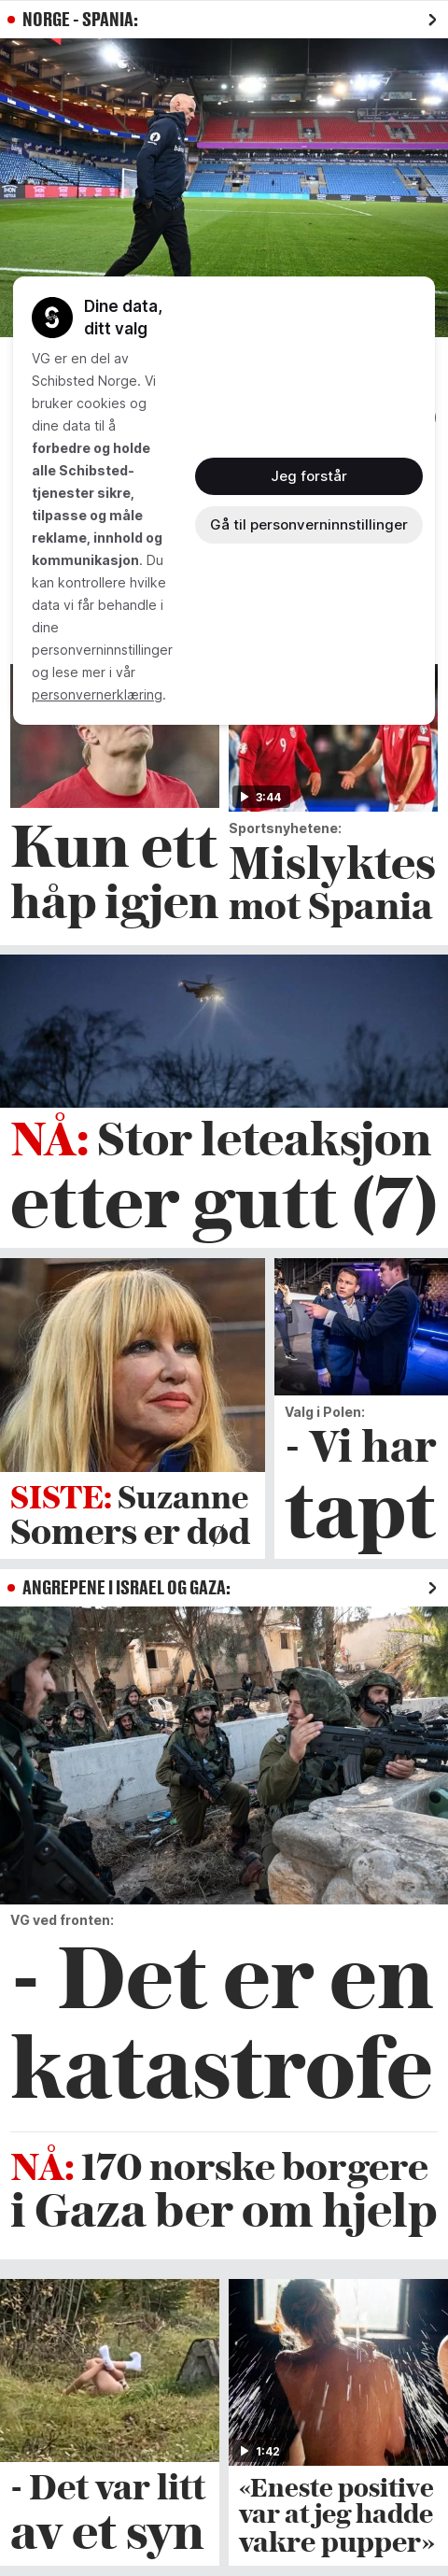 NORGE - SPANIA:
Dine data,
ditt valg
VG er en del av
Schibsted Norge. Vi
bruker cookies og
dine data til å
forbedre og holde
alle Schibsted-
tjenester sikre,
tilpasse og måle
reklame, innhold og
kommunikasjon. Du
kan kontrollere hvilke
data vi får behandle i
dine
personverninnstillinger
og lese mer i vår
personvernerklæring.
Jeg forstår
Gå til personverninnstillinger
Kun ett
håp igjen
9
3:44
Sportsnyhetene:
Mislyktes
mot Spania
NÅ: Stor leteaksjon
etter gutt (7)
SISTE: Suzanne
Somers er død
Valg i Polen:
- Vi har
tapt
ANGREPENE I ISRAEL OG GAZA:
VG ved fronten:
- Det er en
katastrofe
NÅ: 170 norske borgere
i Gaza ber om hjelp
- Det var litt
av et syn
1:42
«Eneste positive
var at jeg hadde
vakre pupper»